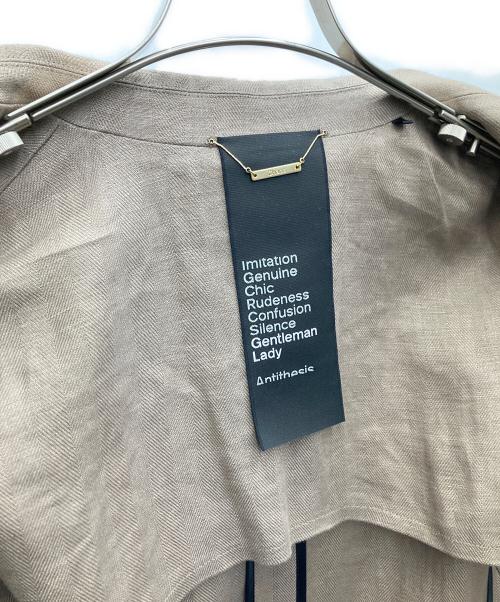 Imitation
Genuine
Chic
Rudeness
Confusion
Silence
Gentleman
Lady
Antithesis